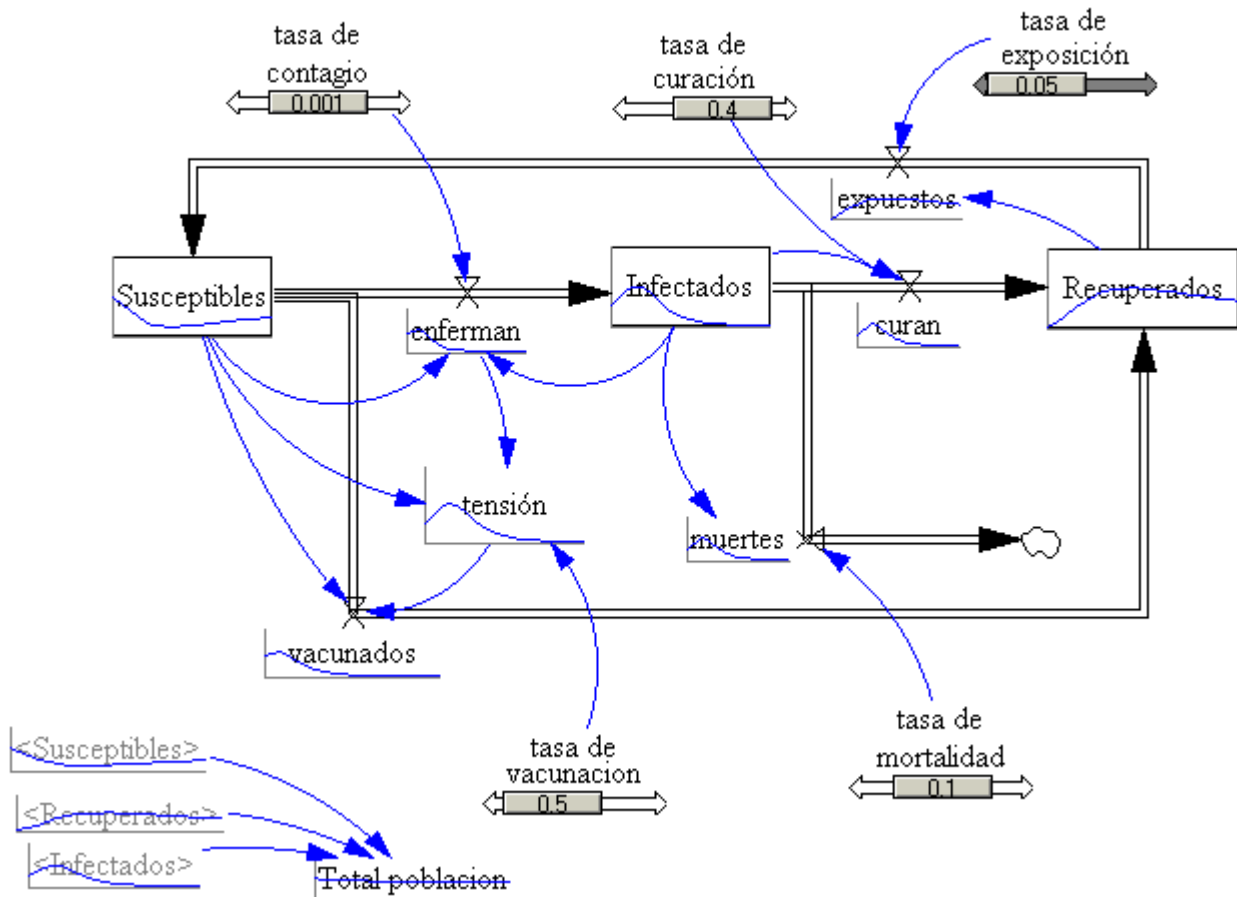 tasa de
contagio
0.001
tasa de
curación
0.4
tasa de
exposición
0.05
expuestos
Susceptibles
Infectados
Recuperados
enferman
curan
tensión
muertes
vacunados
tasa de
vacunacion
0.5
tasa de
mortalidad
0.1
<Susceptibles>
<Recuperados>
<Infectados>
Total poblacion